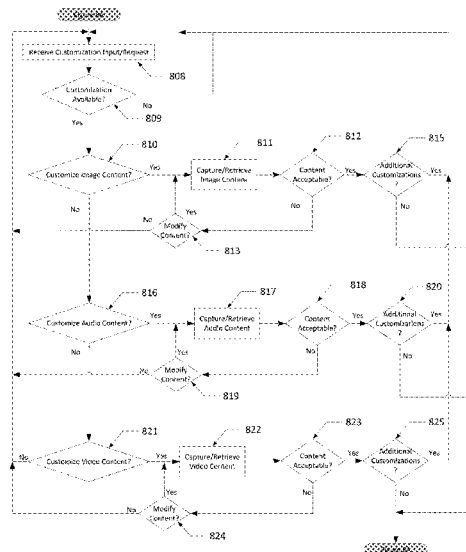 Receive Customization Input/Request
808
Customization
Available?
No
Yes
809
810
811
812
815
Customize Image Content?
Yes
Capture/Retrieve
Image Content
Content
Acceptable?
Yes
Additional
Customizations
?
Yes
No
Yes
No
No
Modify
Content?
813
816
817
818
820
Customize Audio Content?
Yes
Capture/Retrieve
Audio Content
Content
Acceptable?
Yes
Additional
Customizations
?
Yes
No
Yes
No
No
No
Modify
Content?
819
821
822
823
825
No
Customize Video Content?
Yes
Capture/Retrieve
Video Content
Content
Acceptable?
Yes
Additional
Customizations
?
Yes
Yes
No
No
No
Modify
Content?
824